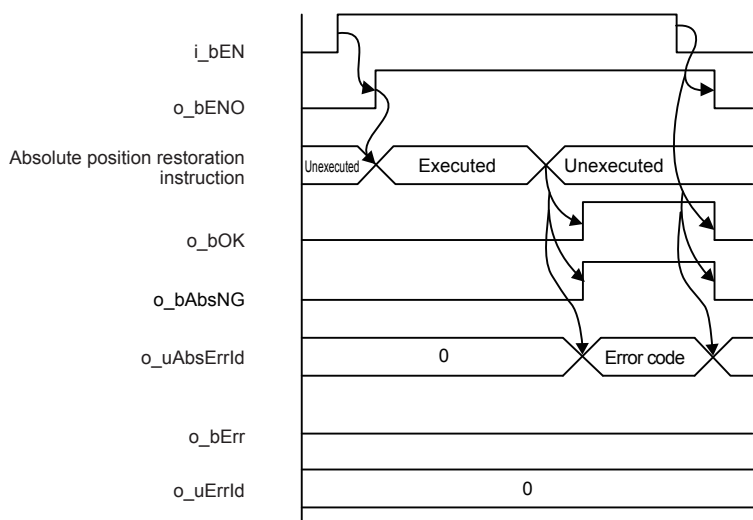 i_bEN
o_bENO
Absolute position restoration
instruction
Unexecuted
Executed
Unexecuted
o_bOK
o_bAbsNG
o_uAbsErrId
0
Error code
o_bErr
o_uErrId
0